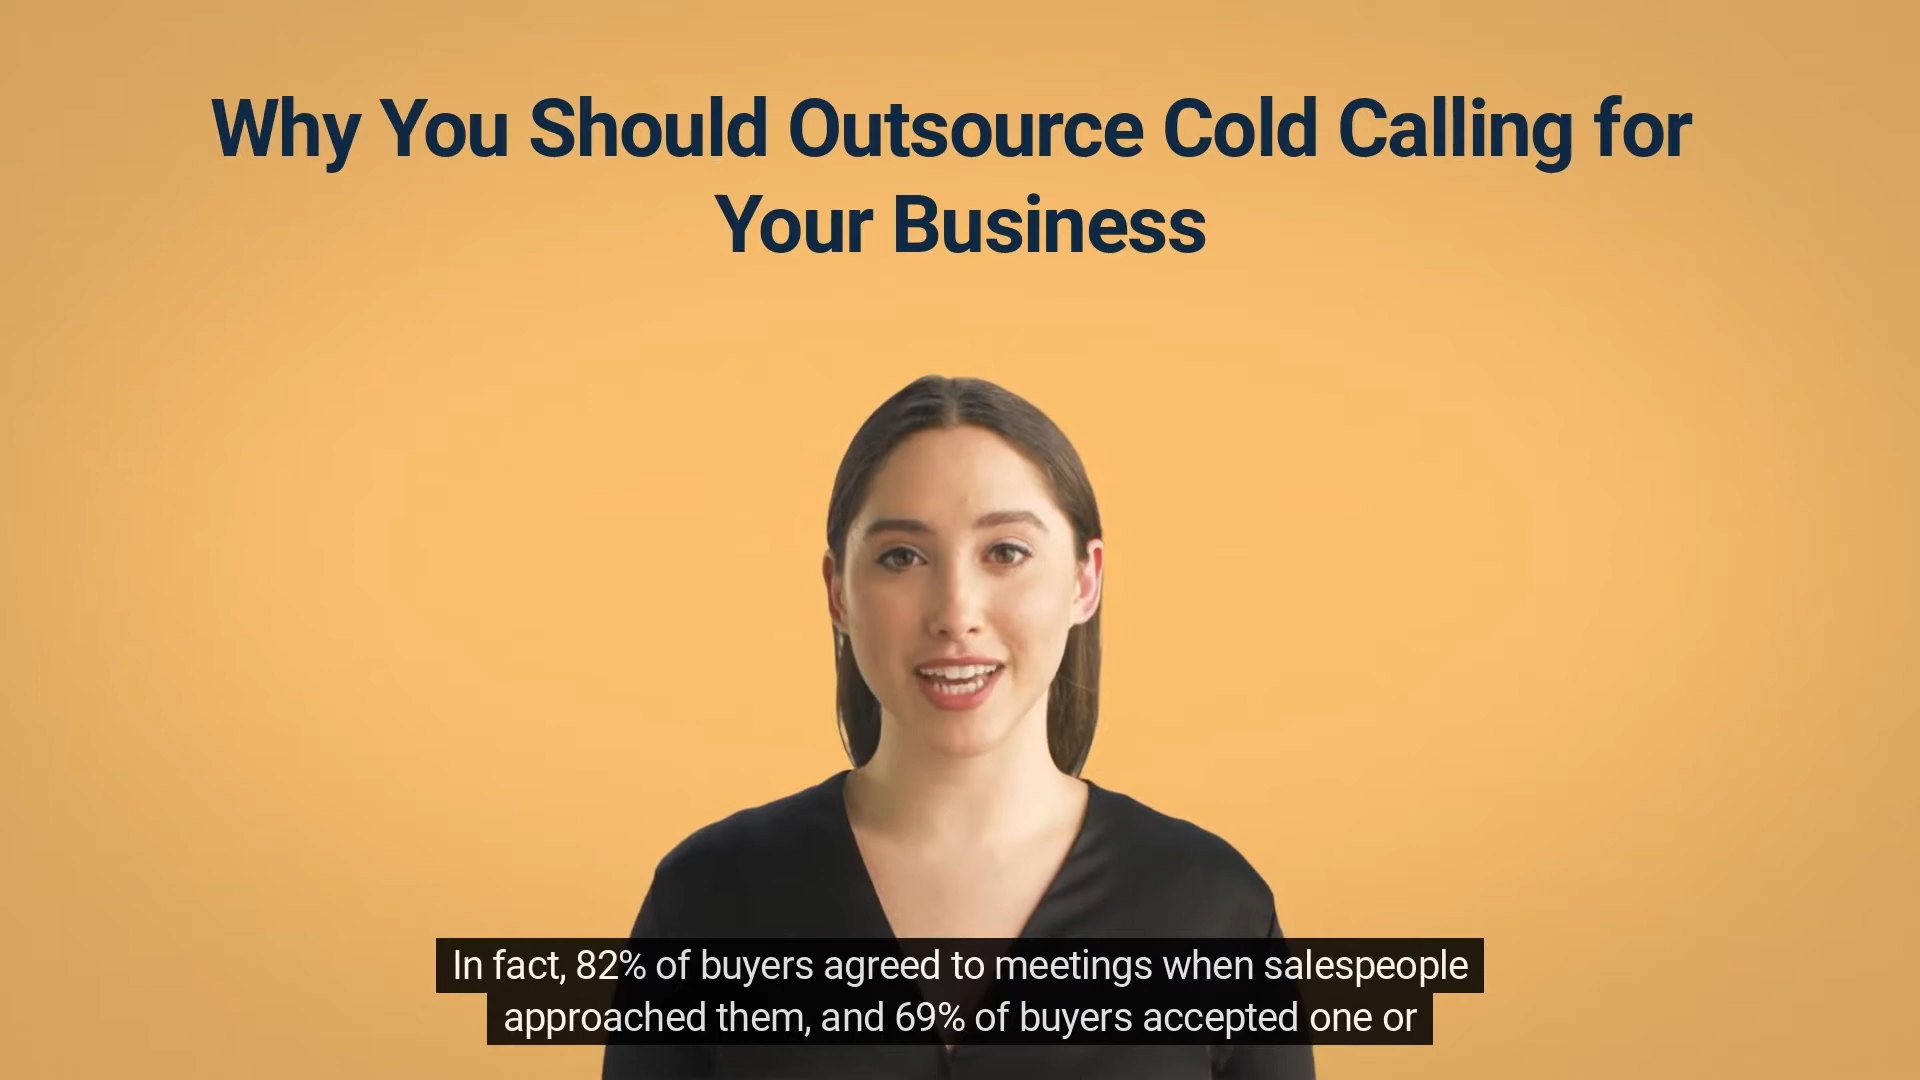 Why You Should Outsource Cold Calling for
Your Business
In fact, 82% of buyers agreed to meetings when salespeople
approached them, and 69% of buyers accepted one or